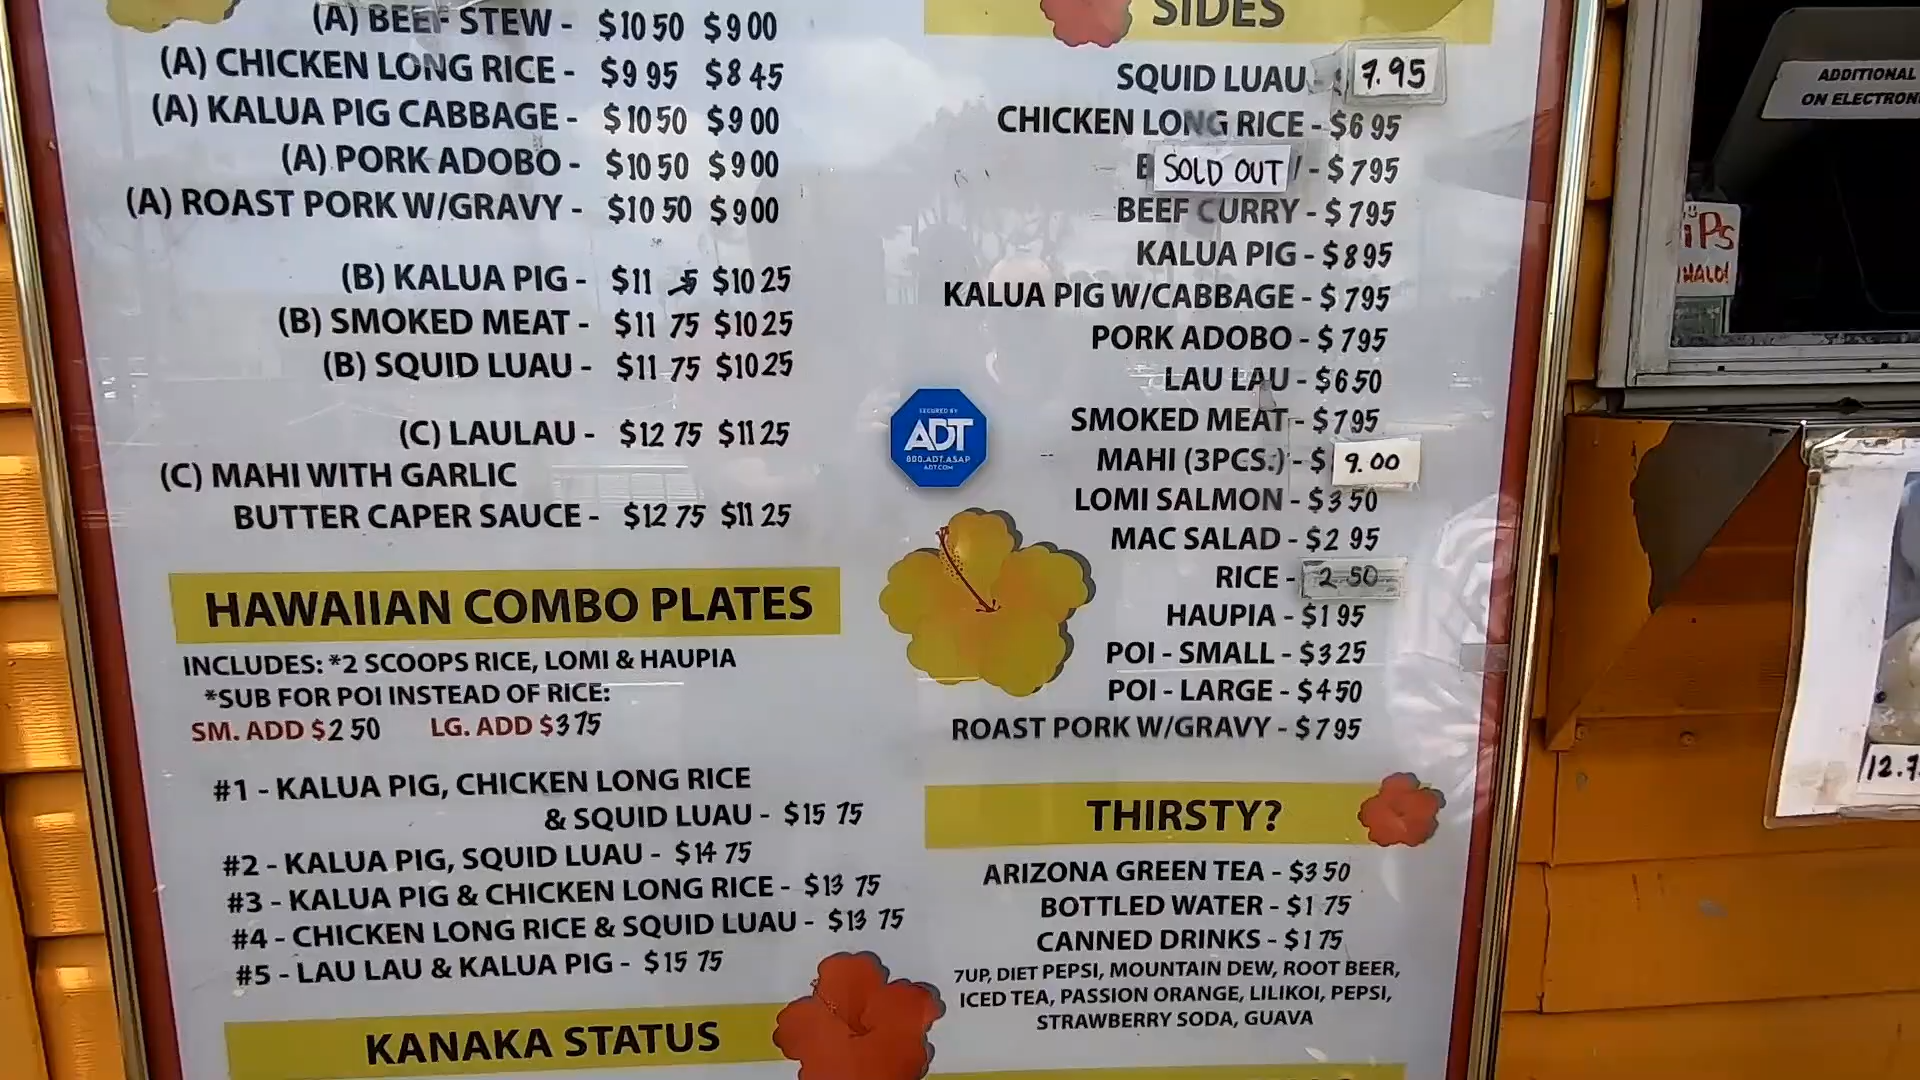 (A) BEEF STEW - $10 50 $9 00
(A) CHICKEN LONG RICE - $9 95 $8 45
(A) KALUA PIG CABBAGE - $10 50 $9 00
(A) PORK ADOBO - $10 50 $9 00
(A) ROAST PORK W/GRAVY - $10 50 $9 00
(B) KALUA PIG - $11 5 $10 25
(B) SMOKED MEAT - $11 75 $10 25
(B) SQUID LUAU - $11 75 $10 25
(C) LAULAU - $12 75 $11 25
(C) MAHI WITH GARLIC
BUTTER CAPER SAUCE - $12 75 $11 25
HAWAIIAN COMBO PLATES
INCLUDES: *2 SCOOPS RICE, LOMI & HAUPIA
*SUB FOR POI INSTEAD OF RICE:
SM. ADD $2 50 LG. ADD $3 75
#1 - KALUA PIG, CHICKEN LONG RICE
& SQUID LUAU - $15 75
#2 - KALUA PIG, SQUID LUAU - $14 75
#3 - KALUA PIG & CHICKEN LONG RICE - $13 75
#4 - CHICKEN LONG RICE & SQUID LUAU - $13 75
#5 - LAU LAU & KALUA PIG - $15 75
KANAKA STATUS
SIDES
SQUID LUAU - $ 7.95
CHICKEN LONG RICE - $6 95
SOLD OUT - $7 95
BEEF CURRY - $7 95
KALUA PIG - $8 95
KALUA PIG W/CABBAGE - $7 95
PORK ADOBO - $7 95
LAU LAU - $6 50
SMOKED MEAT - $7 95
MAHI (3PCS.) - $ 9.00
LOMI SALMON - $3 50
MAC SALAD - $2 95
RICE - 2 50
HAUPIA - $1 95
POI - SMALL - $3 25
POI - LARGE - $4 50
ROAST PORK W/GRAVY - $7 95
THIRSTY?
ARIZONA GREEN TEA - $3 50
BOTTLED WATER - $1 75
CANNED DRINKS - $1 75
7UP, DIET PEPSI, MOUNTAIN DEW, ROOT BEER,
ICED TEA, PASSION ORANGE, LILIKOI, PEPSI,
STRAWBERRY SODA, GUAVA
SECURED BY
ADT
800.ADT.ASAP
ADT.COM
ADDITIONAL
ON ELECTRON
iPs
HALO!
12.7